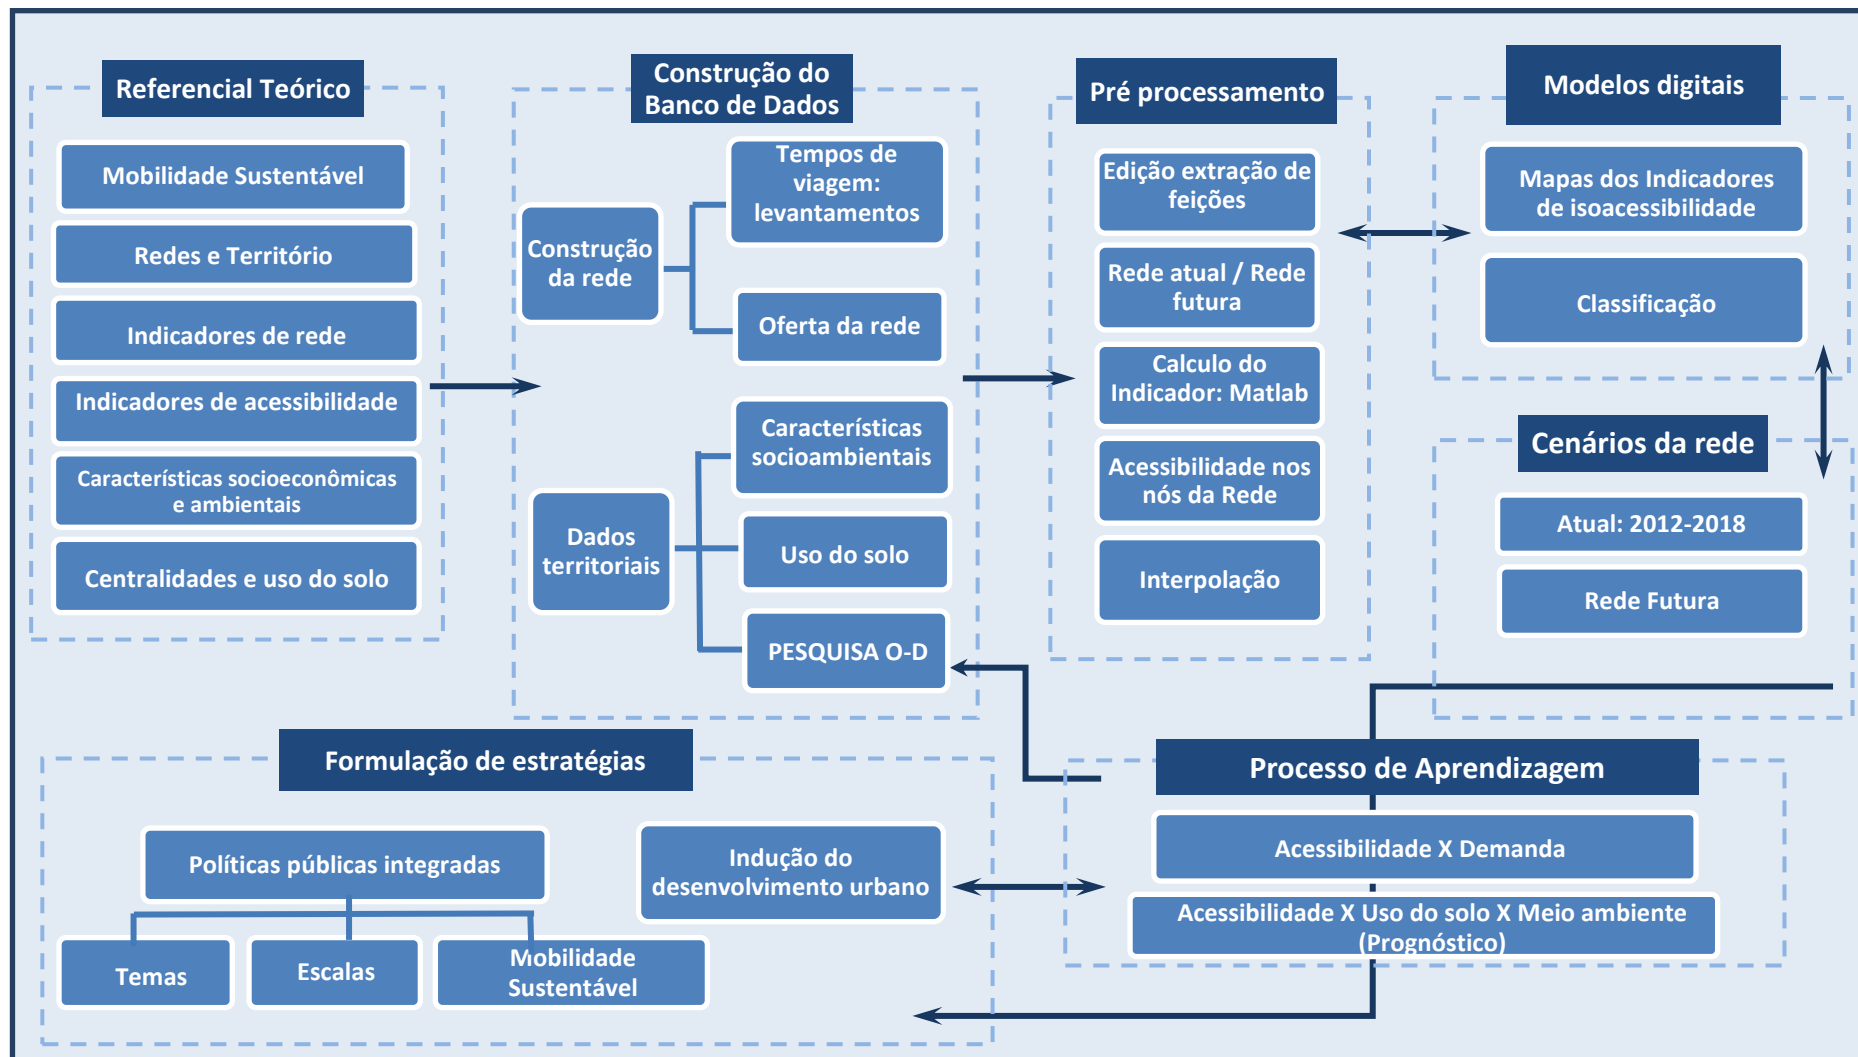 Referencial Teórico
Mobilidade Sustentável
Redes e Território
Indicadores de rede
Indicadores de acessibilidade
Características socioeconômicas
e ambientais
Centralidades e uso do solo
Construção do
Banco de Dados
Construção
da rede
Tempos de
viagem:
levantamentos
Oferta da rede
Dados
territoriais
Características
socioambientais
Uso do solo
PESQUISA O-D
Pré processamento
Edição extração de
feições
Rede atual / Rede
futura
Calculo do
Indicador: Matlab
Acessibilidade nos
nós da Rede
Interpolação
Modelos digitais
Mapas dos Indicadores
de isoacessibilidade
Classificação
Cenários da rede
Atual: 2012-2018
Rede Futura
Formulação de estratégias
Políticas públicas integradas
Temas
Escalas
Mobilidade
Sustentável
Indução do
desenvolvimento urbano
Processo de Aprendizagem
Acessibilidade X Demanda
Acessibilidade X Uso do solo X Meio ambiente
(Prognóstico)